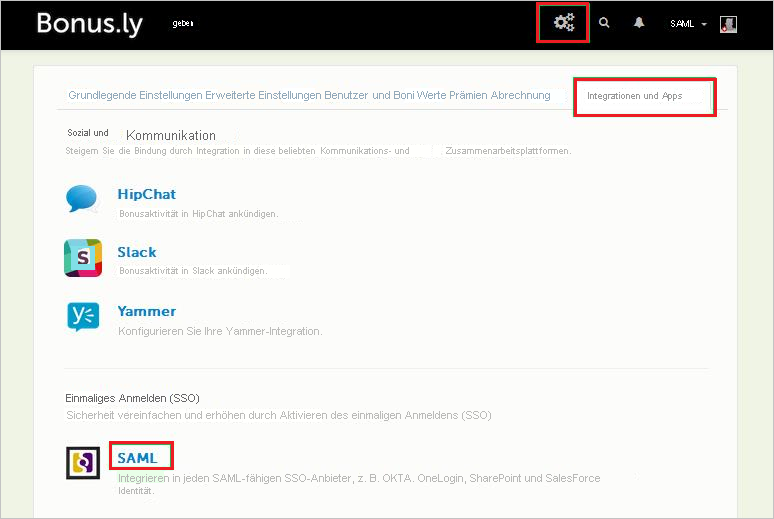 Bonus.ly geben SAML
Grundlegende Einstellungen Erweiterte Einstellungen Benutzer und Boni Werte Prämien Abrechnung Integrationen und Apps
Sozial und Kommunikation
Steigern Sie die Bindung durch Integration in diese beliebten Kommunikations- und Zusammenarbeitsplattformen.
HipChat
Bonusaktivität in HipChat ankündigen.
Slack
Bonusaktivität in Slack ankündigen.
Yammer
Konfigurieren Sie Ihre Yammer-Integration.
Einmaliges Anmelden (SSO)
Sicherheit vereinfachen und erhöhen durch Aktivieren des einmaligen Anmeldens (SSO)
SAML
Integrieren in jeden SAML-fähigen SSO-Anbieter, z. B. OKTA. OneLogin, SharePoint und SalesForce
Identität.